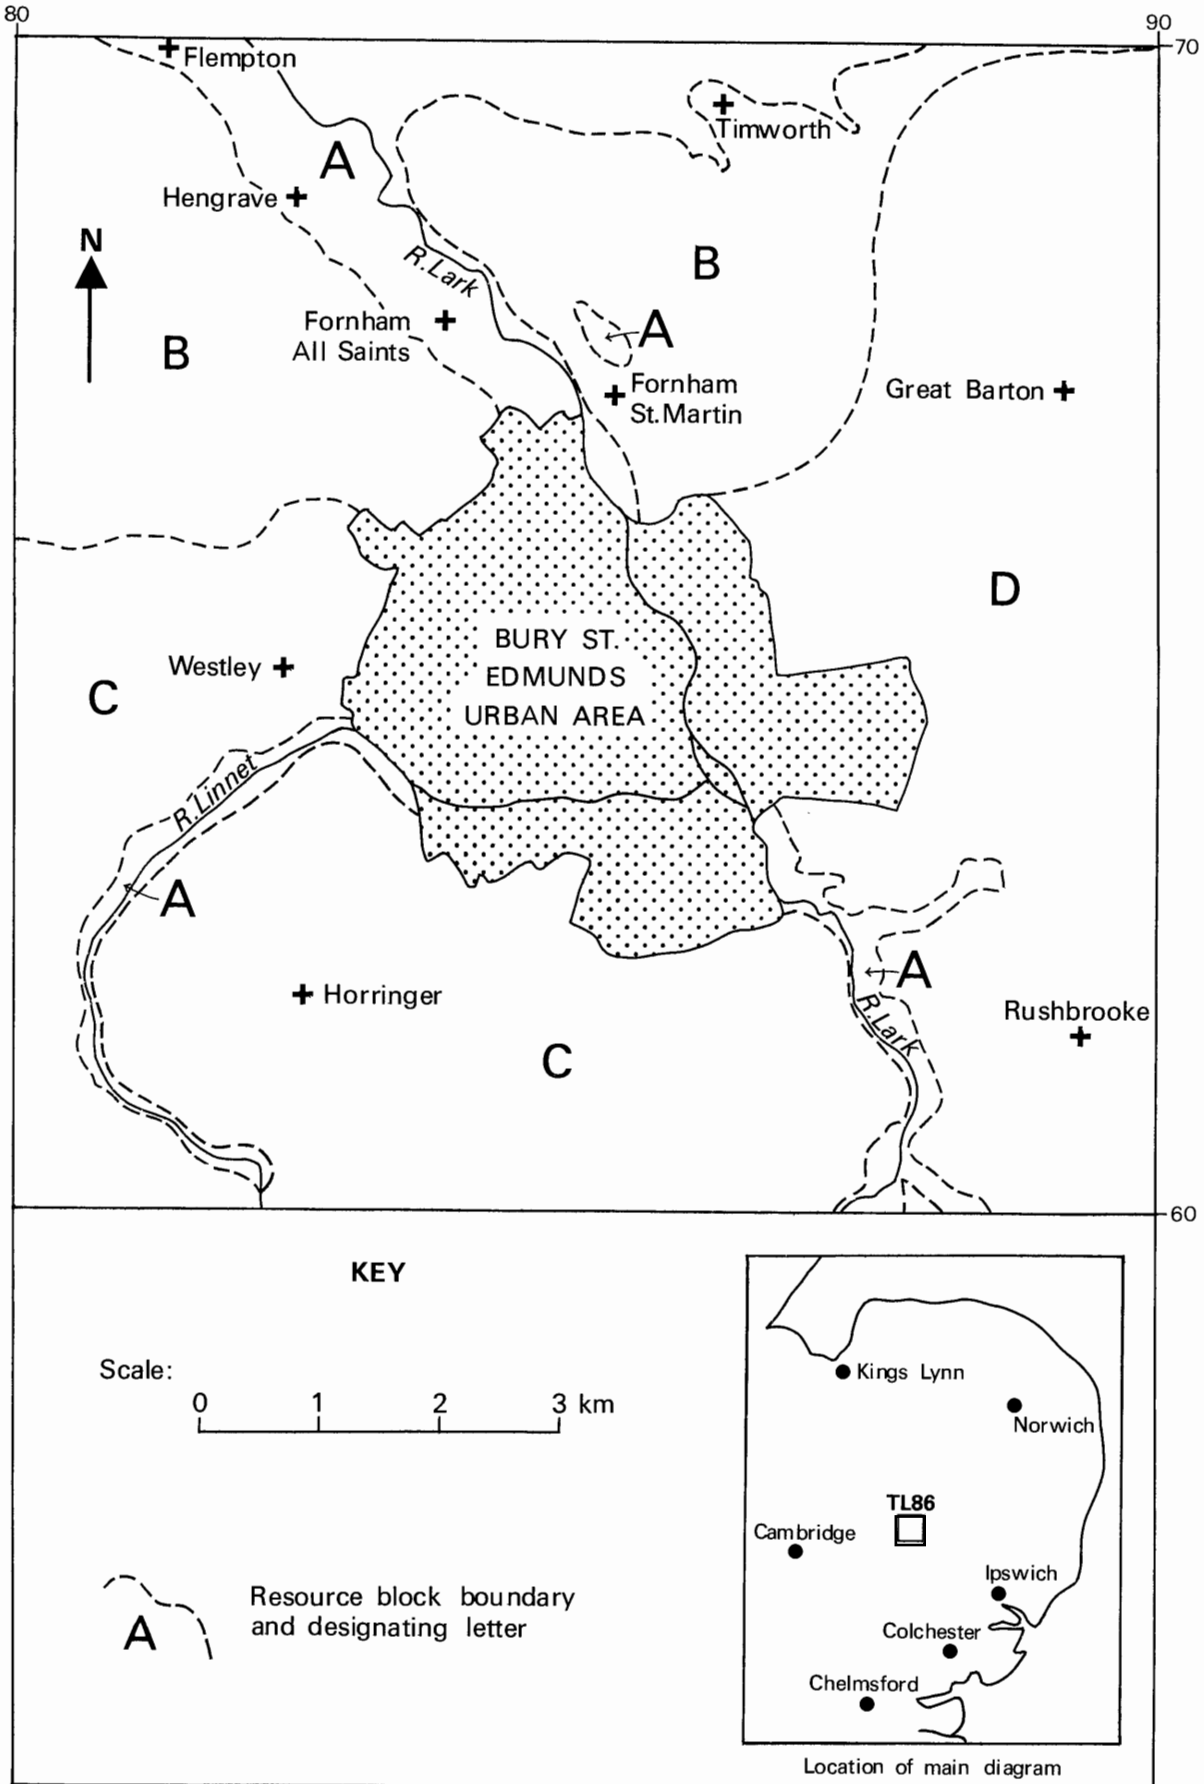 80
90
70
Flempton
Timworth
A
Hengrave
N
B
R.Lark
Fornham
All Saints
A
B
Fornham
St.Martin
Great Barton
D
BURY ST.
EDMUNDS
URBAN AREA
Westley
C
R.Linnet
A
A
Horringer
R.Lark
Rushbrooke
C
60
KEY
Scale:
0 1 2 3 km
A
Resource block boundary
and designating letter
Kings Lynn
Norwich
TL86
Cambridge
Ipswich
Colchester
Chelmsford
Location of main diagram